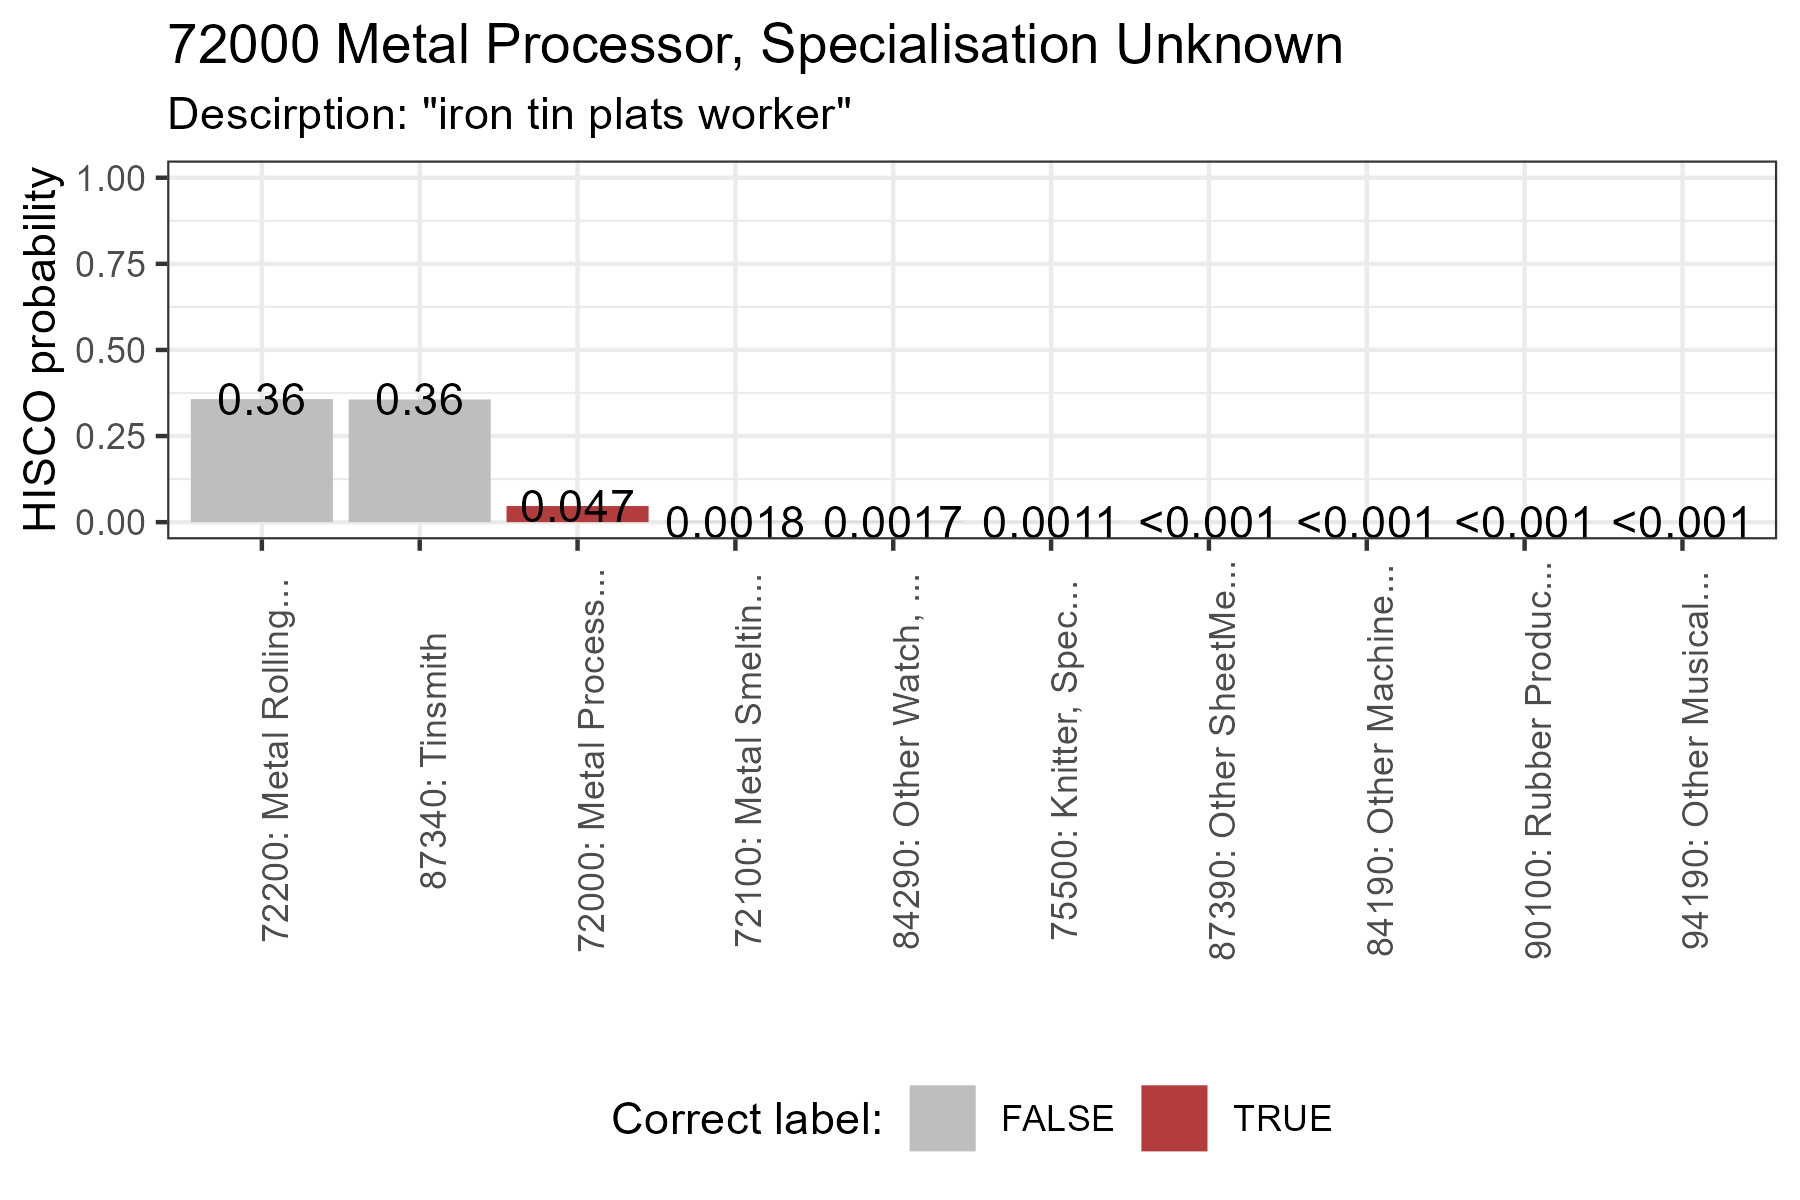 72000 Metal Processor, Specialisation Unknown
Descirption: "iron tin plats worker"
HISCO probability
1.00
0.75
0.50
0.25
0.00
0.36
0.36
0.047
0.0018
0.0017
0.0011
<0.001
<0.001
<0.001
<0.001
72200: Metal Rolling...
87340: Tinsmith
72000: Metal Process...
72100: Metal Smeltin...
84290: Other Watch, ...
75500: Knitter, Spec...
87390: Other SheetMe...
84190: Other Machine...
90100: Rubber Produc...
94190: Other Musical...
Correct label: FALSE TRUE